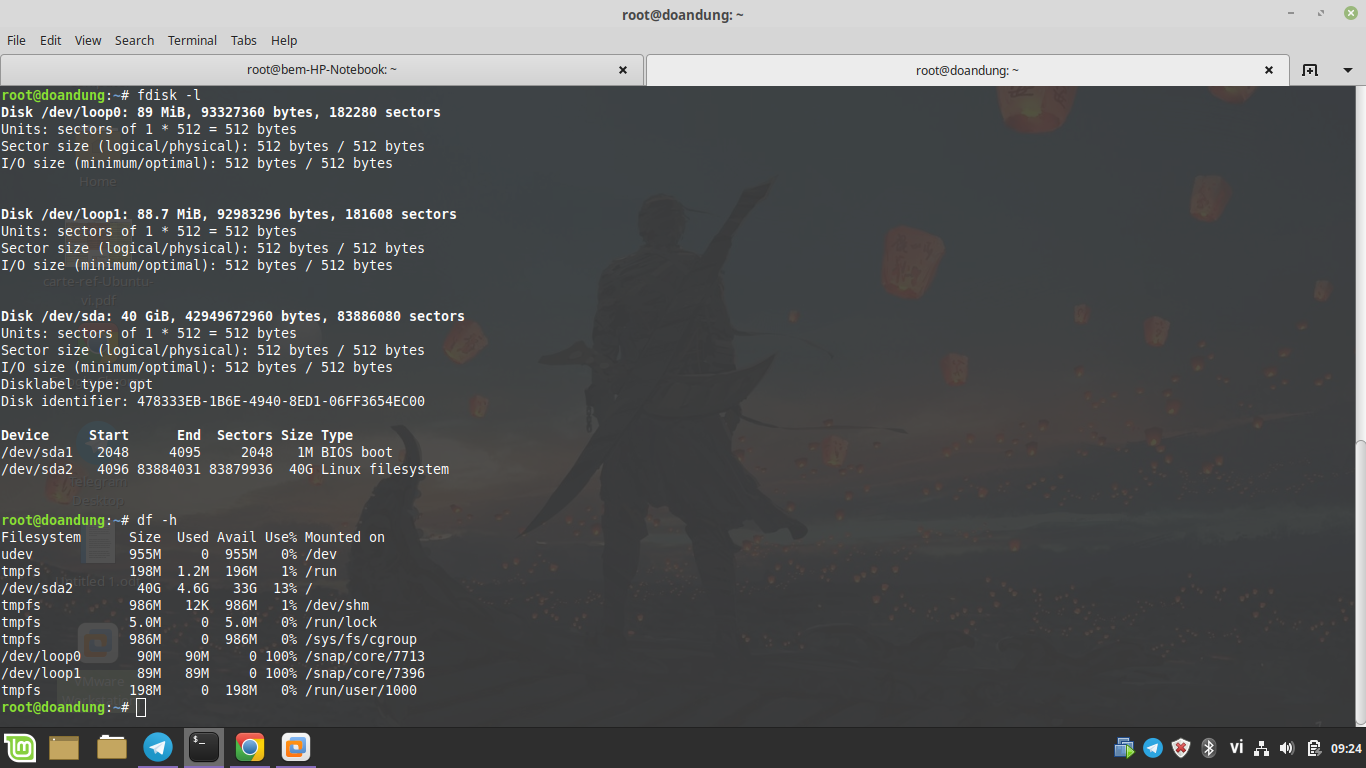 root@doandung: ~
File Edit View Search Terminal Tabs Help
root@bem-HP-Notebook: ~
root@doandung: ~
root@doandung:~# fdisk -l
Disk /dev/loop0: 89 MiB, 93327360 bytes, 182280 sectors
Units: sectors of 1 * 512 = 512 bytes
Sector size (logical/physical): 512 bytes / 512 bytes
I/O size (minimum/optimal): 512 bytes / 512 bytes
Home
Disk /dev/loop1: 88.7 MiB, 92983296 bytes, 181608 sectors
Units: sectors of 1 * 512 = 512 bytes
Sector size (logical/physical): 512 bytes / 512 bytes
I/O size (minimum/optimal): 512 bytes / 512 bytes
carte-ref-Ubuntu-
vi.pdf
Disk /dev/sda: 40 GiB, 42949672960 bytes, 83886080 sectors
Units: sectors of 1 * 512 = 512 bytes
Sector size (logical/physical): 512 bytes / 512 bytes
I/O size (minimum/optimal): 512 bytes / 512 bytes
Disklabel type: gpt
Disk identifier: 478333EB-1B6E-4940-8ED1-06FF3654EC00
Device Start End Sectors Size Type
/dev/sda1 2048 4095 2048 1M BIOS boot
/dev/sda2 4096 83884031 83879936 40G Linux filesystem
Telegram
Desktop
root@doandung:~# df -h
Filesystem Size Used Avail Use% Mounted on
udev 955M 0 955M 0% /dev
tmpfs 198M 1.2M 196M 1% /run
/dev/sda2 40G 4.6G 33G 13% /
tmpfs 986M 12K 986M 1% /dev/shm
tmpfs 5.0M 0 5.0M 0% /run/lock
tmpfs 986M 0 986M 0% /sys/fs/cgroup
/dev/loop0 90M 90M 0 100% /snap/core/7713
/dev/loop1 89M 89M 0 100% /snap/core/7396
tmpfs 198M 0 198M 0% /run/user/1000
root@doandung:~#
vi 09:24